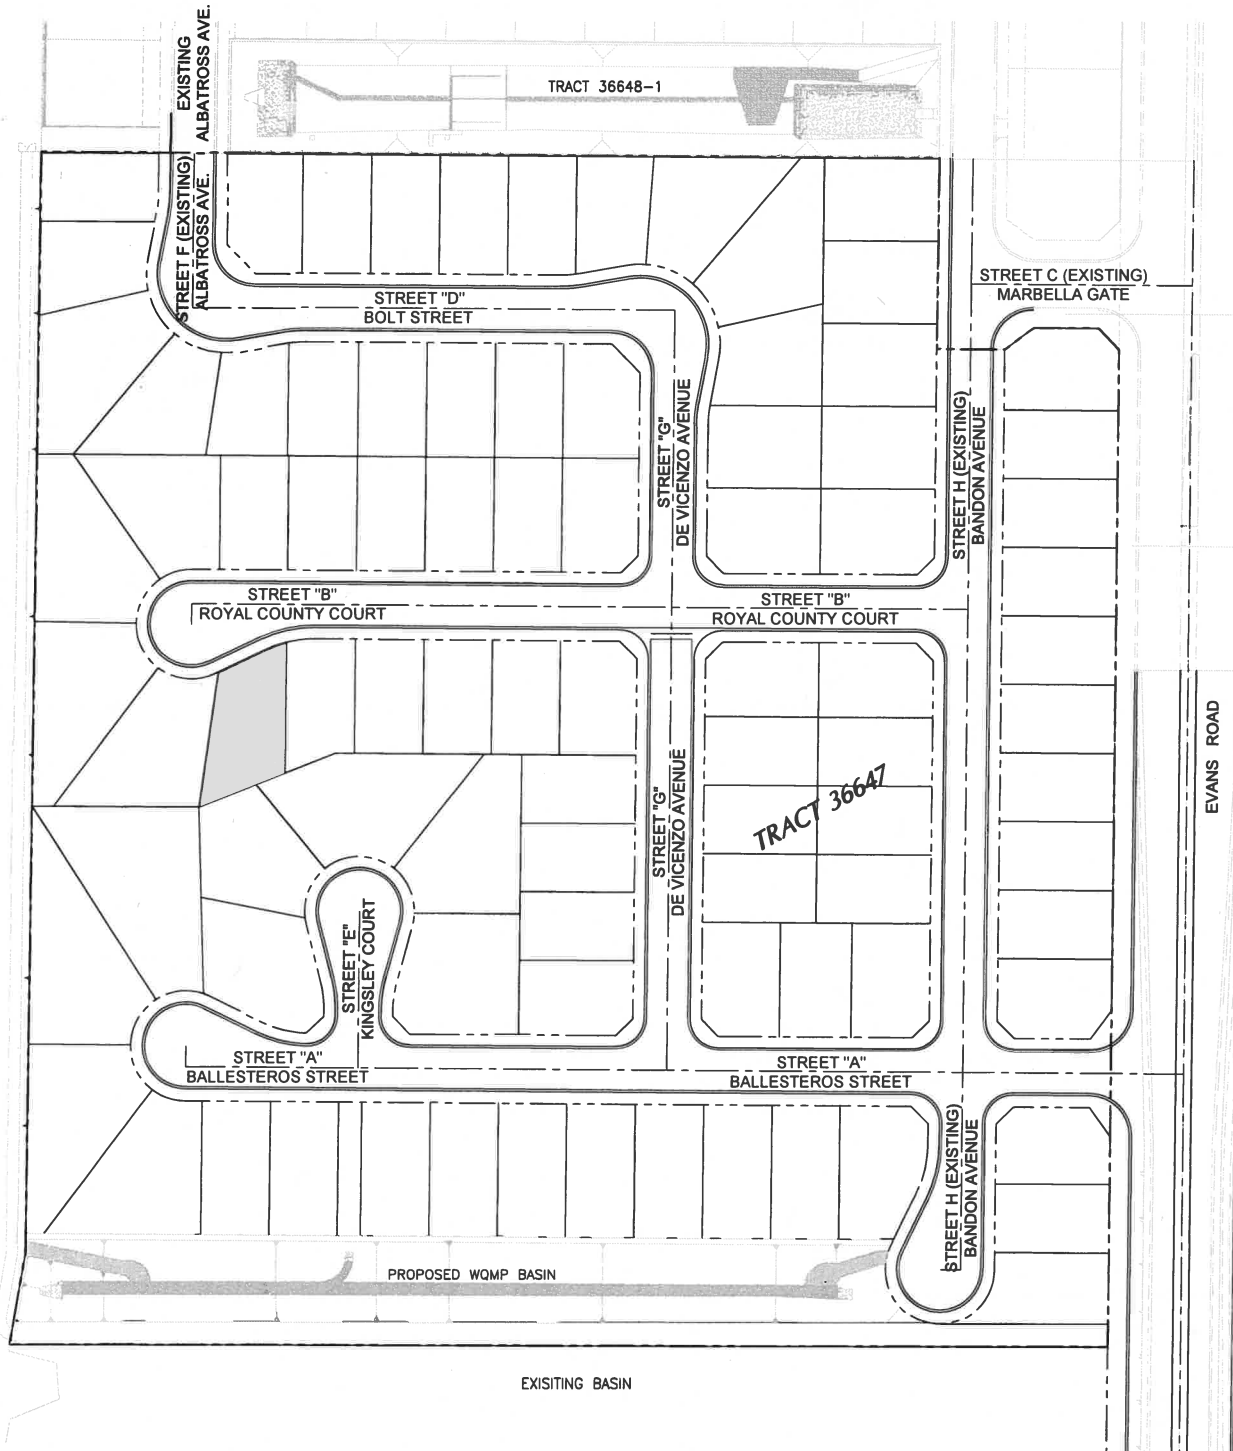 EXISTING
ALBATROSS AVE.
TRACT 36648-1
STREET F (EXISTING)
ALBATROSS AVE.
STREET C (EXISTING)
MARBELLA GATE
STREET "D"
BOLT STREET
STREET "G"
DE VICENZO AVENUE
STREET H (EXISTING)
BANDON AVENUE
STREET "B"
ROYAL COUNTY COURT
STREET "B"
ROYAL COUNTY COURT
EVANS ROAD
TRACT 36647
STREET "G"
DE VICENZO AVENUE
STREET "E"
KINGSLEY COURT
STREET "A"
BALLESTEROS STREET
STREET "A"
BALLESTEROS STREET
STREET H (EXISTING)
BANDON AVENUE
PROPOSED WQMP BASIN
EXISITING BASIN